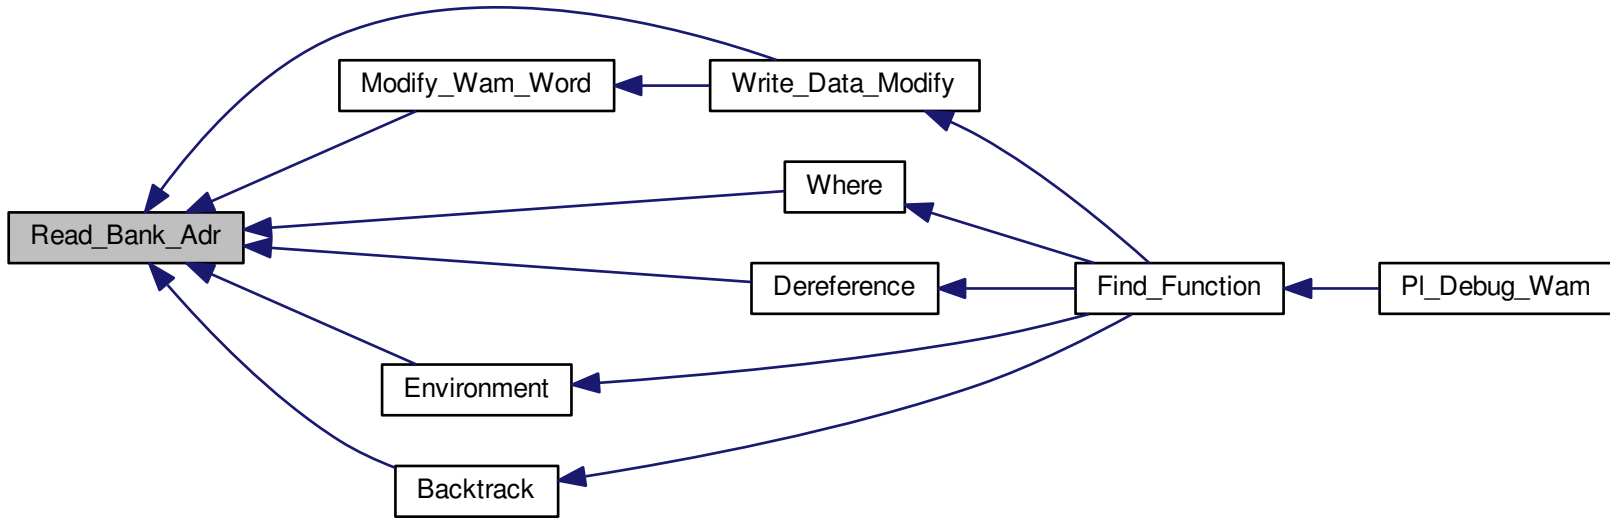 Modify_Wam_Word
Write_Data_Modify
Where
Read_Bank_Adr
Dereference
Find_Function
Pl_Debug_Wam
Environment
Backtrack